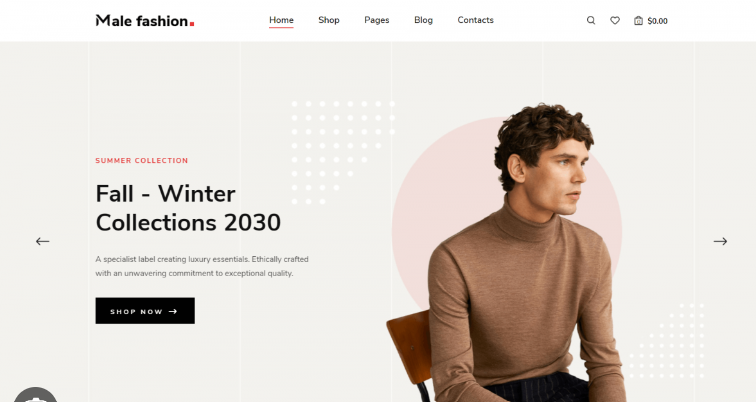 Male fashion.
Home Shop Pages Blog Contacts
$0.00
SUMMER COLLECTION
Fall - Winter
Collections 2030
A specialist label creating luxury essentials. Ethically crafted
with an unwavering commitment to exceptional quality.
SHOP NOW